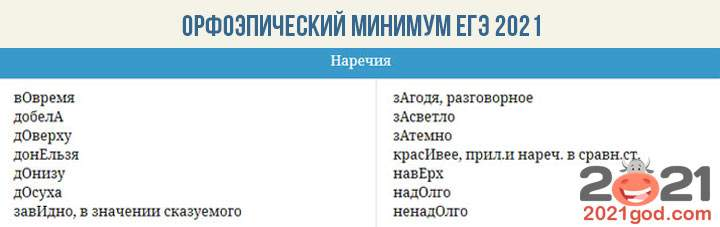 ОРФОЭПИЧЕСКИЙ МИНИМУМ ЕГЭ 2021
Наречия
вОвремя
добелА
дОверху
донЕльзя
дОнизу
дОсуха
завИдно, в значении сказуемого
зАгодя, разговорное
зАсветло
зАтемно
красИвее, прил.и нареч. в сравн.ст.
навЕрх
надОлго
ненадОлго
2021
2021god.com